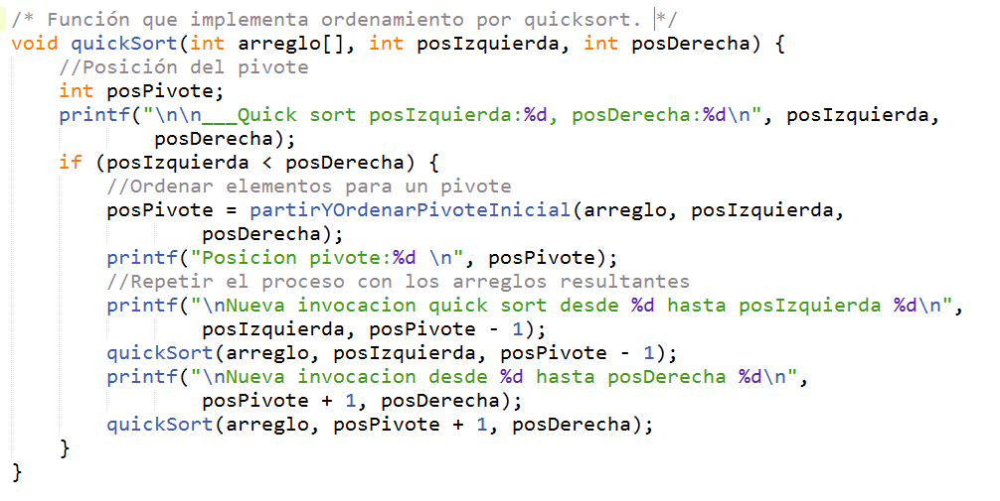 /* Función que implementa ordenamiento por quicksort. */
void quickSort(int arreglo[], int posIzquierda, int posDerecha) {
//Posición del pivote
int posPivote;
printf("\n\n___Quick sort posIzquierda:%d, posDerecha:%d\n", posIzquierda,
posDerecha);
if (posIzquierda < posDerecha) {
//Ordenar elementos para un pivote
posPivote = partirYOrdenarPivoteInicial(arreglo, posIzquierda,
posDerecha);
printf("Posicion pivote:%d \n", posPivote);
//Repetir el proceso con los arreglos resultantes
printf("\nNueva invocacion quick sort desde %d hasta posIzquierda %d\n",
posIzquierda, posPivote - 1);
quickSort(arreglo, posIzquierda, posPivote - 1);
printf("\nNueva invocacion desde %d hasta posDerecha %d\n",
posPivote + 1, posDerecha);
quickSort(arreglo, posPivote + 1, posDerecha);
}
}